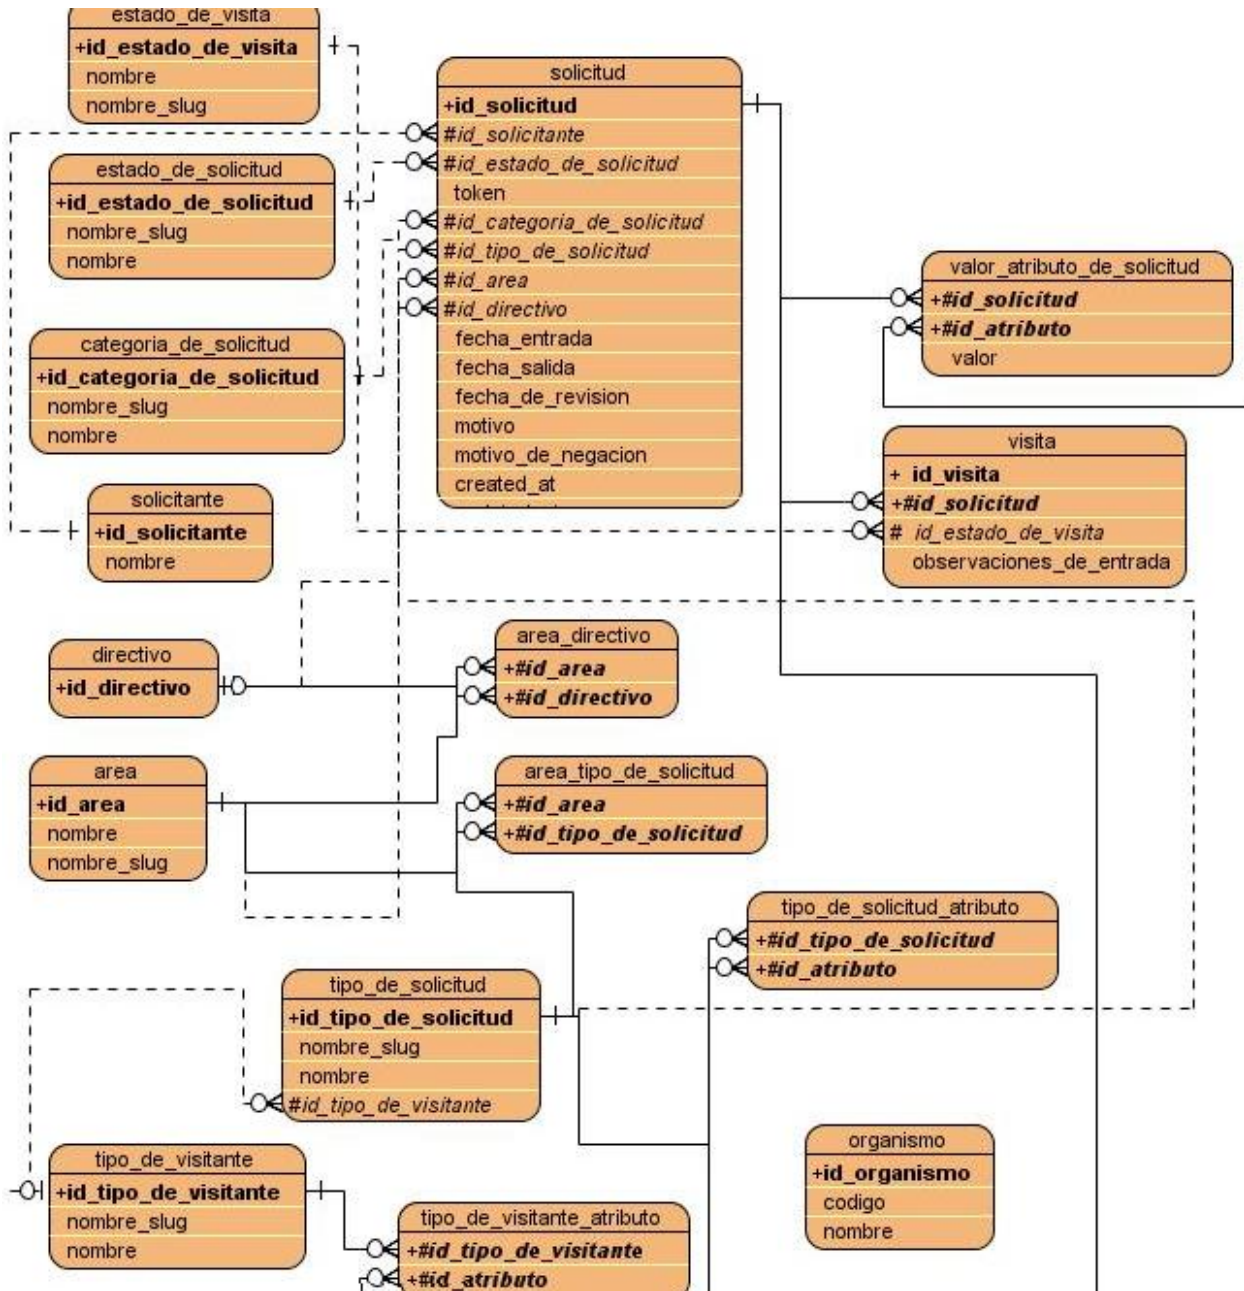 estado_de_visita
+id_estado_de_visita
nombre
nombre_slug
estado_de_solicitud
+id_estado_de_solicitud
nombre_slug
nombre
categoria_de_solicitud
+id_categoria_de_solicitud
nombre_slug
nombre
solicitante
+id_solicitante
nombre
solicitud
+id_solicitud
#id_solicitante
#id_estado_de_solicitud
token
#id_categoria_de_solicitud
#id_tipo_de_solicitud
#id_area
#id_directivo
fecha_entrada
fecha_salida
fecha_de_revision
motivo
motivo_de_negacion
created_at
valor_atributo_de_solicitud
+#id_solicitud
+#id_atributo
valor
visita
+ id_visita
+#id_solicitud
# id_estado_de_visita
observaciones_de_entrada
directivo
+id_directivo
area_directivo
+#id_area
+#id_directivo
area
+id_area
nombre
nombre_slug
area_tipo_de_solicitud
+#id_area
+#id_tipo_de_solicitud
tipo_de_solicitud_atributo
+#id_tipo_de_solicitud
+#id_atributo
tipo_de_solicitud
+id_tipo_de_solicitud
nombre_slug
nombre
#id_tipo_de_visitante
tipo_de_visitante
+id_tipo_de_visitante
nombre_slug
nombre
tipo_de_visitante_atributo
+#id_tipo_de_visitante
+#id_atributo
organismo
+id_organismo
codigo
nombre